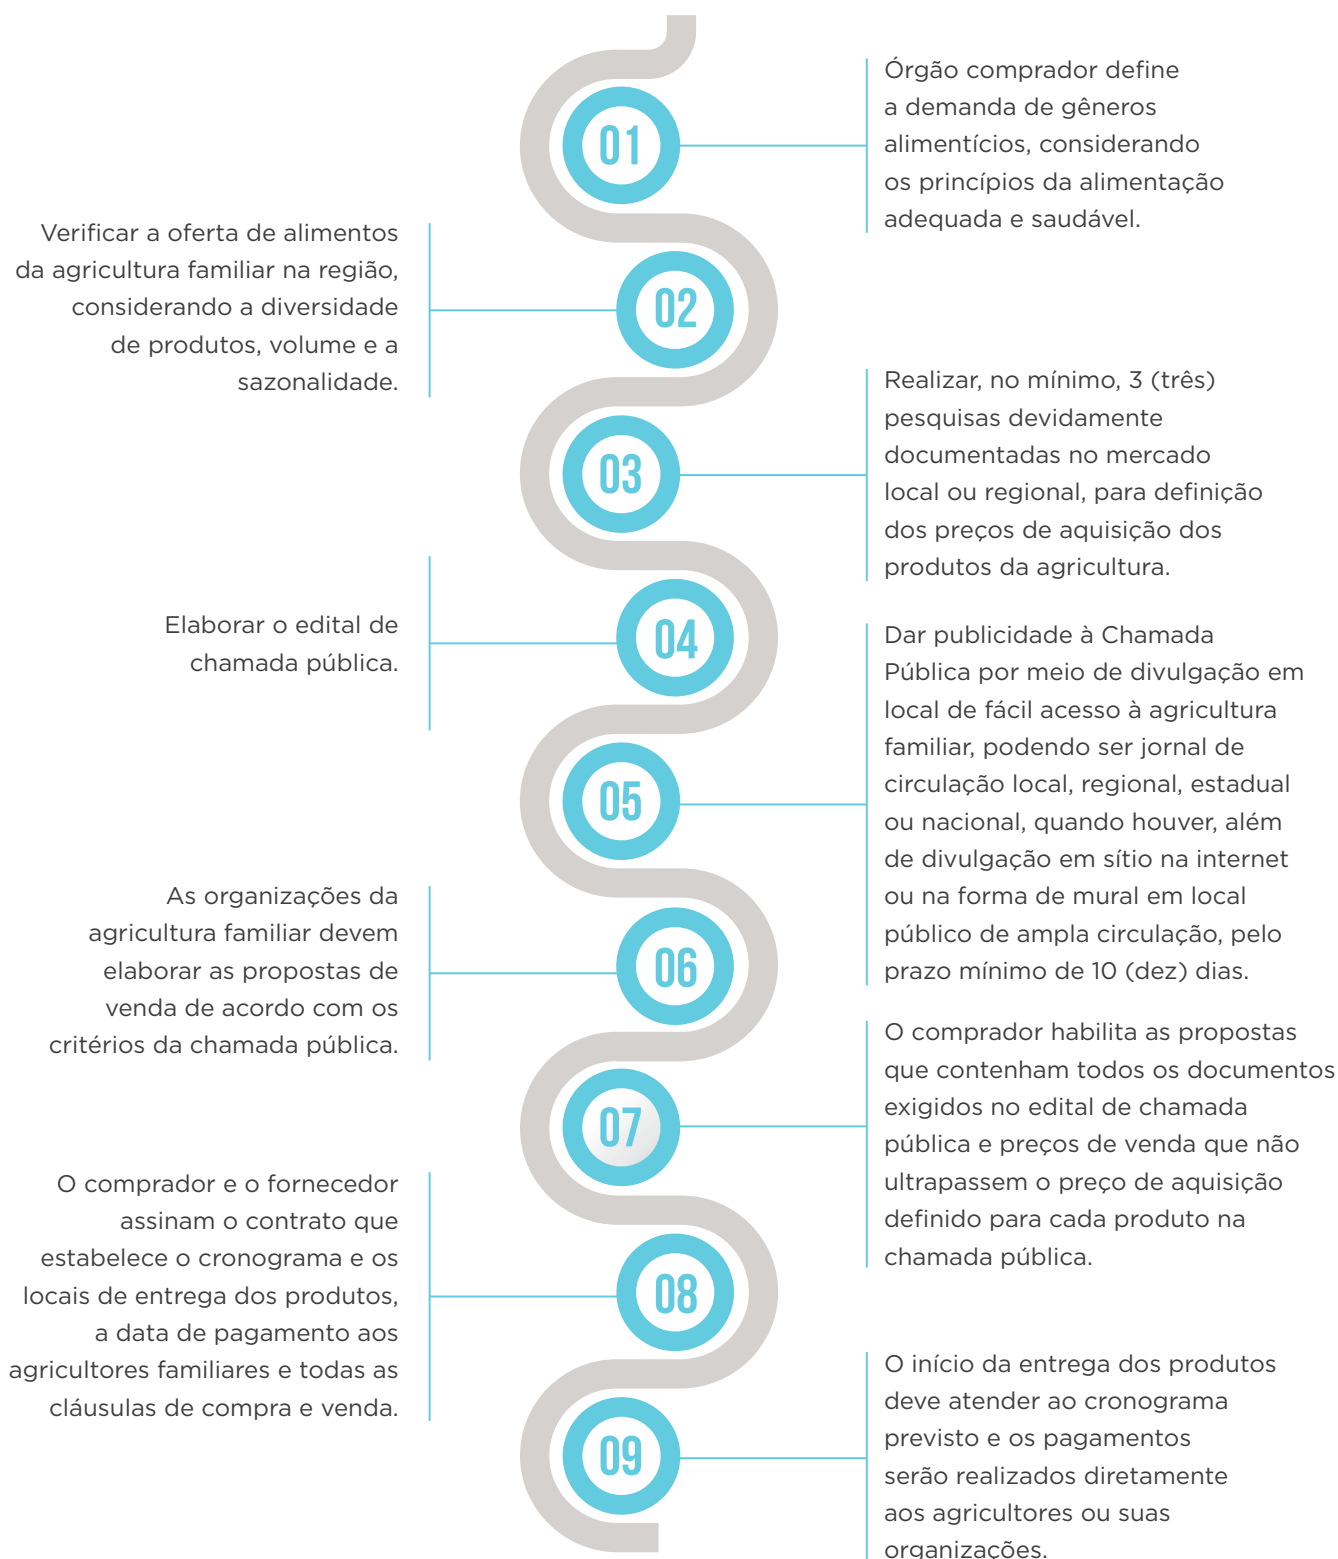 01
Órgão comprador define
a demanda de gêneros
alimentícios, considerando
os princípios da alimentação
adequada e saudável.
02
Verificar a oferta de alimentos
da agricultura familiar na região,
considerando a diversidade
de produtos, volume e a
sazonalidade.
03
Realizar, no mínimo, 3 (três)
pesquisas devidamente
documentadas no mercado
local ou regional, para definição
dos preços de aquisição dos
produtos da agricultura.
04
Elaborar o edital de
chamada pública.
05
Dar publicidade à Chamada
Pública por meio de divulgação em
local de fácil acesso à agricultura
familiar, podendo ser jornal de
circulação local, regional, estadual
ou nacional, quando houver, além
de divulgação em sítio na internet
ou na forma de mural em local
público de ampla circulação, pelo
prazo mínimo de 10 (dez) dias.
06
As organizações da
agricultura familiar devem
elaborar as propostas de
venda de acordo com os
critérios da chamada pública.
07
O comprador habilita as propostas
que contenham todos os documentos
exigidos no edital de chamada
pública e preços de venda que não
ultrapassem o preço de aquisição
definido para cada produto na
chamada pública.
08
O comprador e o fornecedor
assinam o contrato que
estabelece o cronograma e os
locais de entrega dos produtos,
a data de pagamento aos
agricultores familiares e todas as
cláusulas de compra e venda.
09
O início da entrega dos produtos
deve atender ao cronograma
previsto e os pagamentos
serão realizados diretamente
aos agricultores ou suas
organizações.